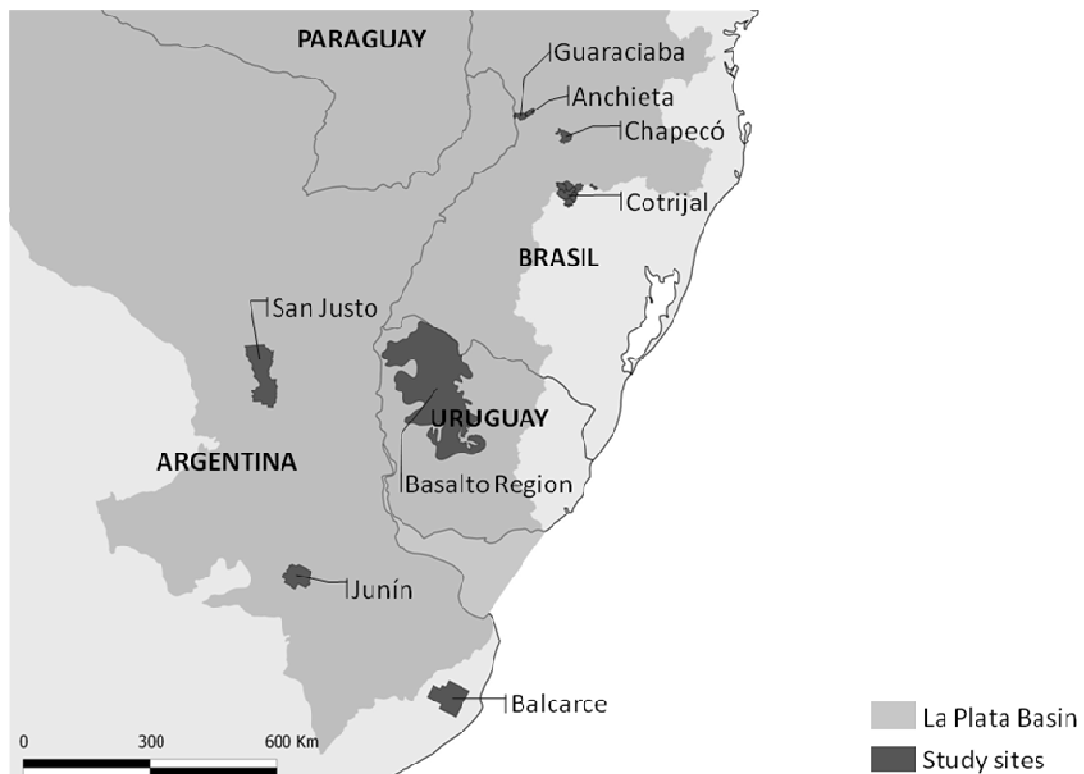 PARAGUAY
Guaraciaba
Anchieta
Chapecó
Cotrijal
BRASIL
San Justo
URUGUAY
ARGENTINA
Basalto Region
Junín
Balcarce
La Plata Basin
Study sites
0 300 600 Km